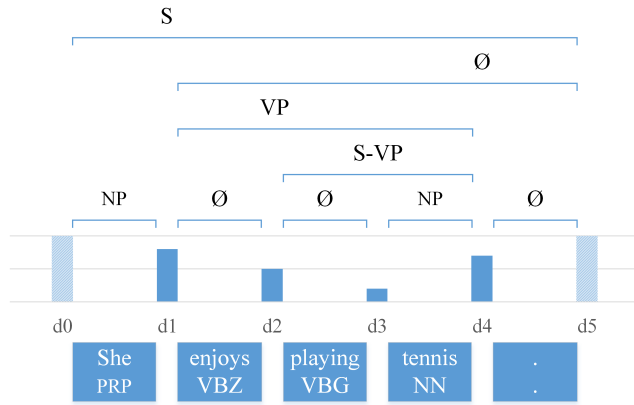 S
Ø
VP
S-VP
NP Ø Ø NP Ø
d0 d1 d2 d3 d4 d5
She enjoys playing tennis .
PRP VBZ VBG NN .